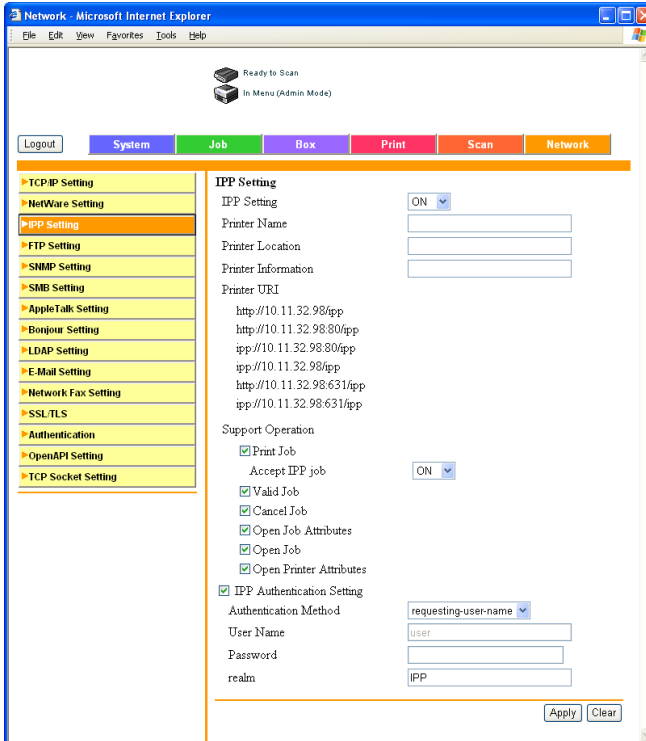 Network - Microsoft Internet Explorer
File Edit View Favorites Tools Help
Ready to Scan
In Menu (Admin Mode)
Logout System Job Box Print Scan Network
TCP/IP Setting
NetWare Setting
IPP Setting
FTP Setting
SNMP Setting
SMB Setting
AppleTalk Setting
Bonjour Setting
LDAP Setting
E-Mail Setting
Network Fax Setting
SSL/TLS
Authentication
OpenAPI Setting
TCP Socket Setting
IPP Setting
IPP Setting ON
Printer Name
Printer Location
Printer Information
Printer URI
http://10.11.32.98/ipp
http://10.11.32.98:80/ipp
ipp://10.11.32.98:80/ipp
ipp://10.11.32.98/ipp
http://10.11.32.98:631/ipp
ipp://10.11.32.98:631/ipp
Support Operation
Print Job
Accept IPP job ON
Valid Job
Cancel Job
Open Job Attributes
Open Job
Open Printer Attributes
IPP Authentication Setting
Authentication Method requesting-user-name
User Name user
Password
realm IPP
Apply Clear